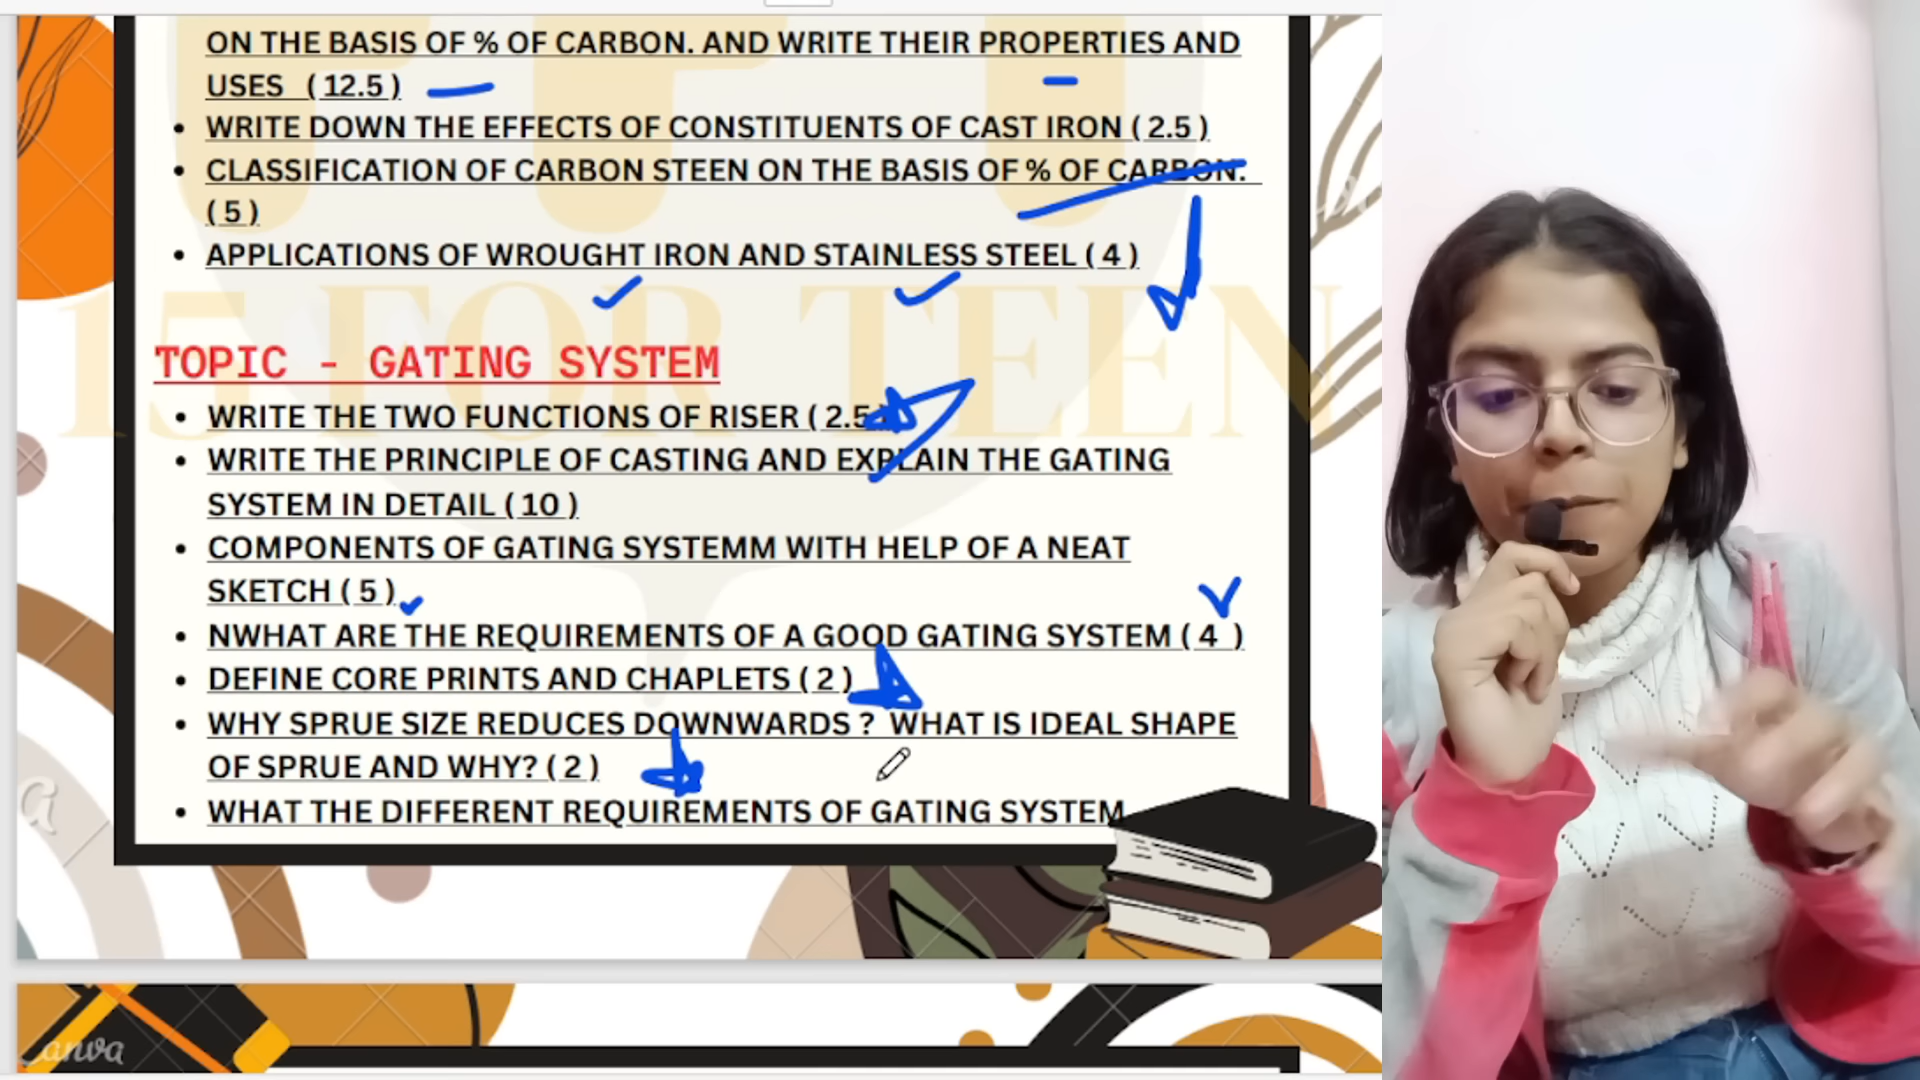 ON THE BASIS OF % OF CARBON. AND WRITE THEIR PROPERTIES AND
USES ( 12.5 )
• WRITE DOWN THE EFFECTS OF CONSTITUENTS OF CAST IRON ( 2.5 )
• CLASSIFICATION OF CARBON STEEN ON THE BASIS OF % OF CARBON.
( 5 )
• APPLICATIONS OF WROUGHT IRON AND STAINLESS STEEL ( 4 )
15 FOR TEEN
TOPIC - GATING SYSTEM
• WRITE THE TWO FUNCTIONS OF RISER ( 2.5
• WRITE THE PRINCIPLE OF CASTING AND EXPLAIN THE GATING
SYSTEM IN DETAIL ( 10 )
• COMPONENTS OF GATING SYSTEMM WITH HELP OF A NEAT
SKETCH ( 5 )
• NWHAT ARE THE REQUIREMENTS OF A GOOD GATING SYSTEM ( 4 )
• DEFINE CORE PRINTS AND CHAPLETS ( 2 )
• WHY SPRUE SIZE REDUCES DOWNWARDS ? WHAT IS IDEAL SHAPE
OF SPRUE AND WHY? ( 2 )
• WHAT THE DIFFERENT REQUIREMENTS OF GATING SYSTEM
anva